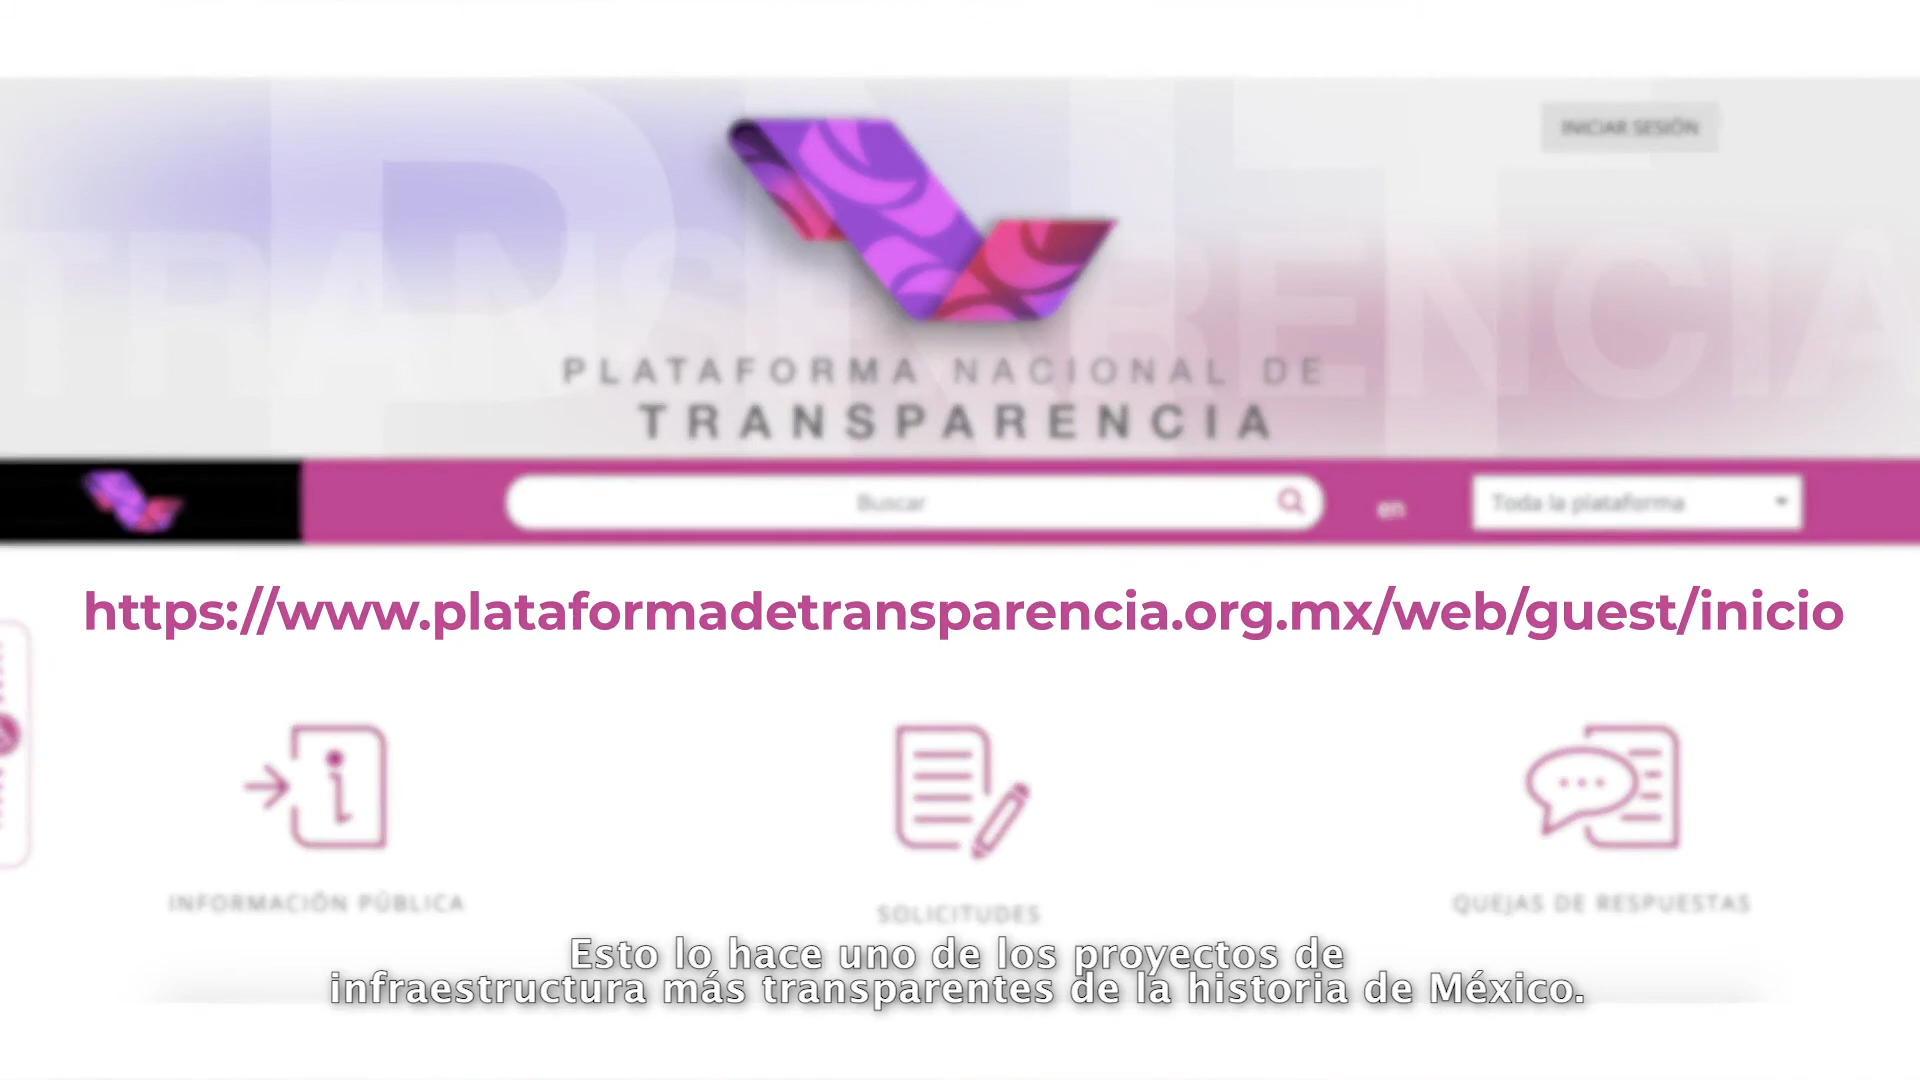 TRANSPARENCIA
PNT
INICIAR SESIÓN
PLATAFORMA NACIONAL DE
TRANSPARENCIA
Buscar
en
Toda la plataforma
https://www.plataformadetransparencia.org.mx/web/guest/inicio
INFORMACIÓN PÚBLICA
SOLICITUDES
QUEJAS DE RESPUESTAS
Esto lo hace uno de los proyectos de
infraestructura más transparentes de la historia de México.